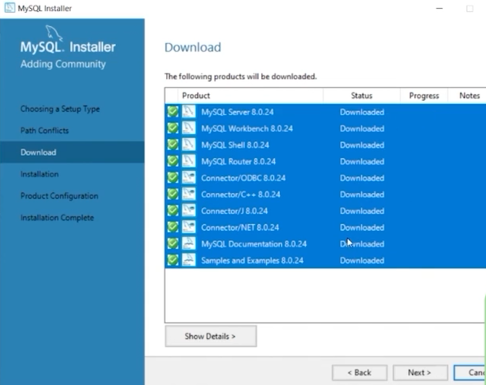 MySQL Installer
MySQL. Installer
Adding Community
Choosing a Setup Type
Path Conflicts
Download
Installation
Product Configuration
Installation Complete
Download
The following products will be downloaded.
Product Status Progress Notes
MySQL Server 8.0.24 Downloaded
MySQL Workbench 8.0.24 Downloaded
MySQL Shell 8.0.24 Downloaded
MySQL Router 8.0.24 Downloaded
Connector/ODBC 8.0.24 Downloaded
Connector/C++ 8.0.24 Downloaded
Connector/J 8.0.24 Downloaded
Connector/NET 8.0.24 Downloaded
MySQL Documentation 8.0.24 Downloaded
Samples and Examples 8.0.24 Downloaded
Show Details >
< Back Next > Canc